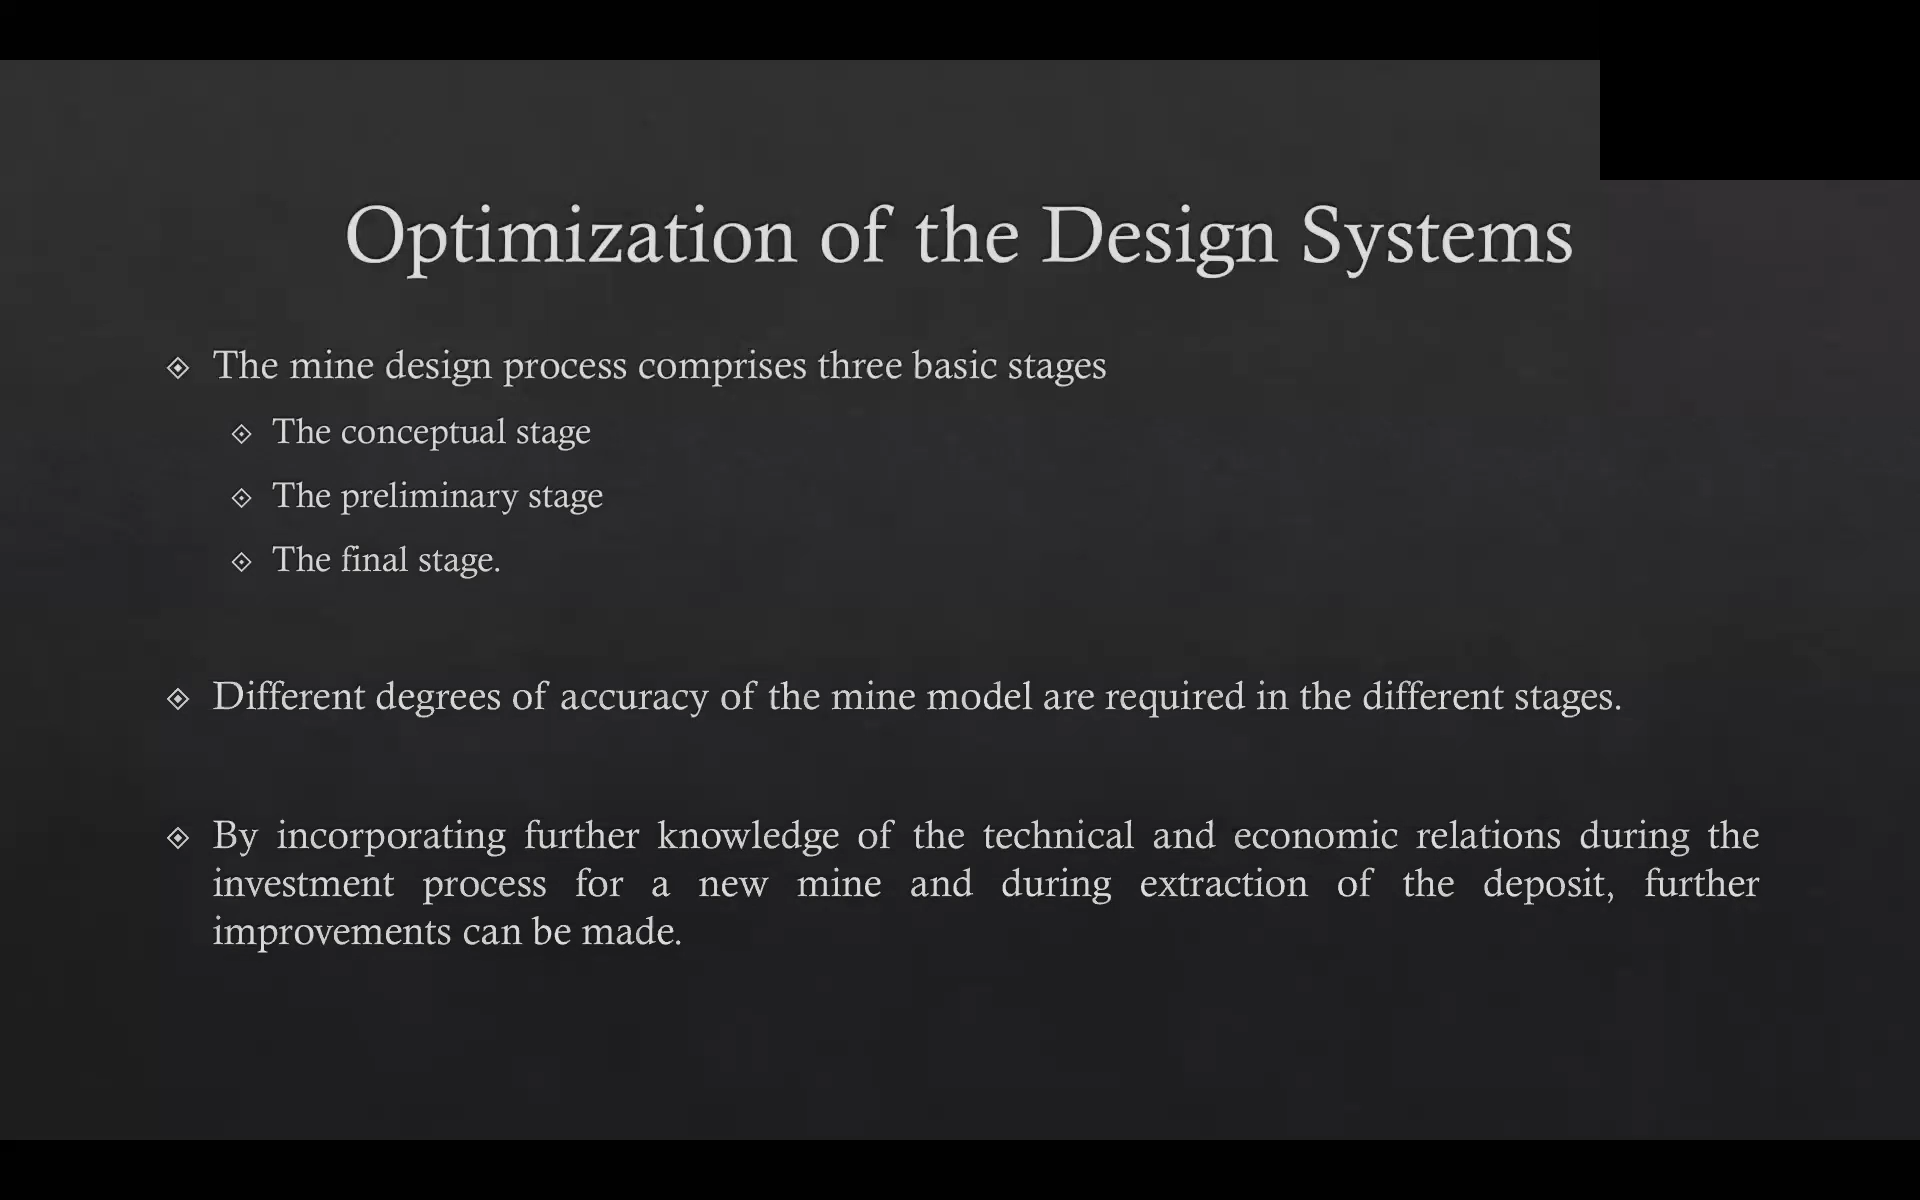 Optimization of the Design Systems
The mine design process comprises three basic stages
The conceptual stage
The preliminary stage
The final stage.
Different degrees of accuracy of the mine model are required in the different stages.
By incorporating further knowledge of the technical and economic relations during the
investment process for a new mine and during extraction of the deposit, further
improvements can be made.